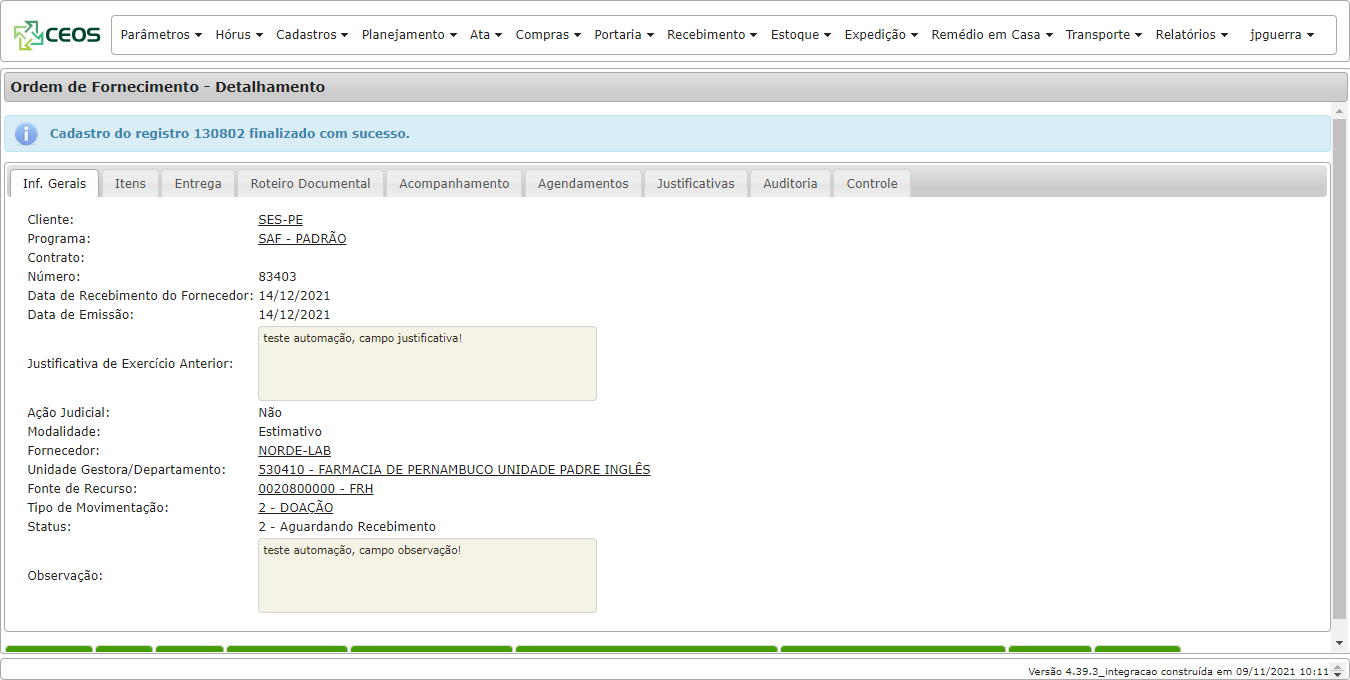 CEOS
Parâmetros Hórus Cadastros Planejamento Ata Compras Portaria Recebimento Estoque Expedição Remédio em Casa Transporte Relatórios jpguerra
Ordem de Fornecimento - Detalhamento
Cadastro do registro 130802 finalizado com sucesso.
Inf. Gerais Itens Entrega Roteiro Documental Acompanhamento Agendamentos Justificativas Auditoria Controle
Cliente: SES-PE
Programa: SAF - PADRÃO
Contrato:
Número: 83403
Data de Recebimento do Fornecedor: 14/12/2021
Data de Emissão: 14/12/2021
teste automação, campo justificativa!
Justificativa de Exercício Anterior:
Ação Judicial: Não
Modalidade: Estimativo
Fornecedor: NORDE-LAB
Unidade Gestora/Departamento: 530410 - FARMACIA DE PERNAMBUCO UNIDADE PADRE INGLÊS
Fonte de Recurso: 0020800000 - FRH
Tipo de Movimentação: 2 - DOAÇÃO
Status: 2 - Aguardando Recebimento
teste automação, campo observação!
Observação:
Versão 4.39.3_integracao construída em 09/11/2021 10:11